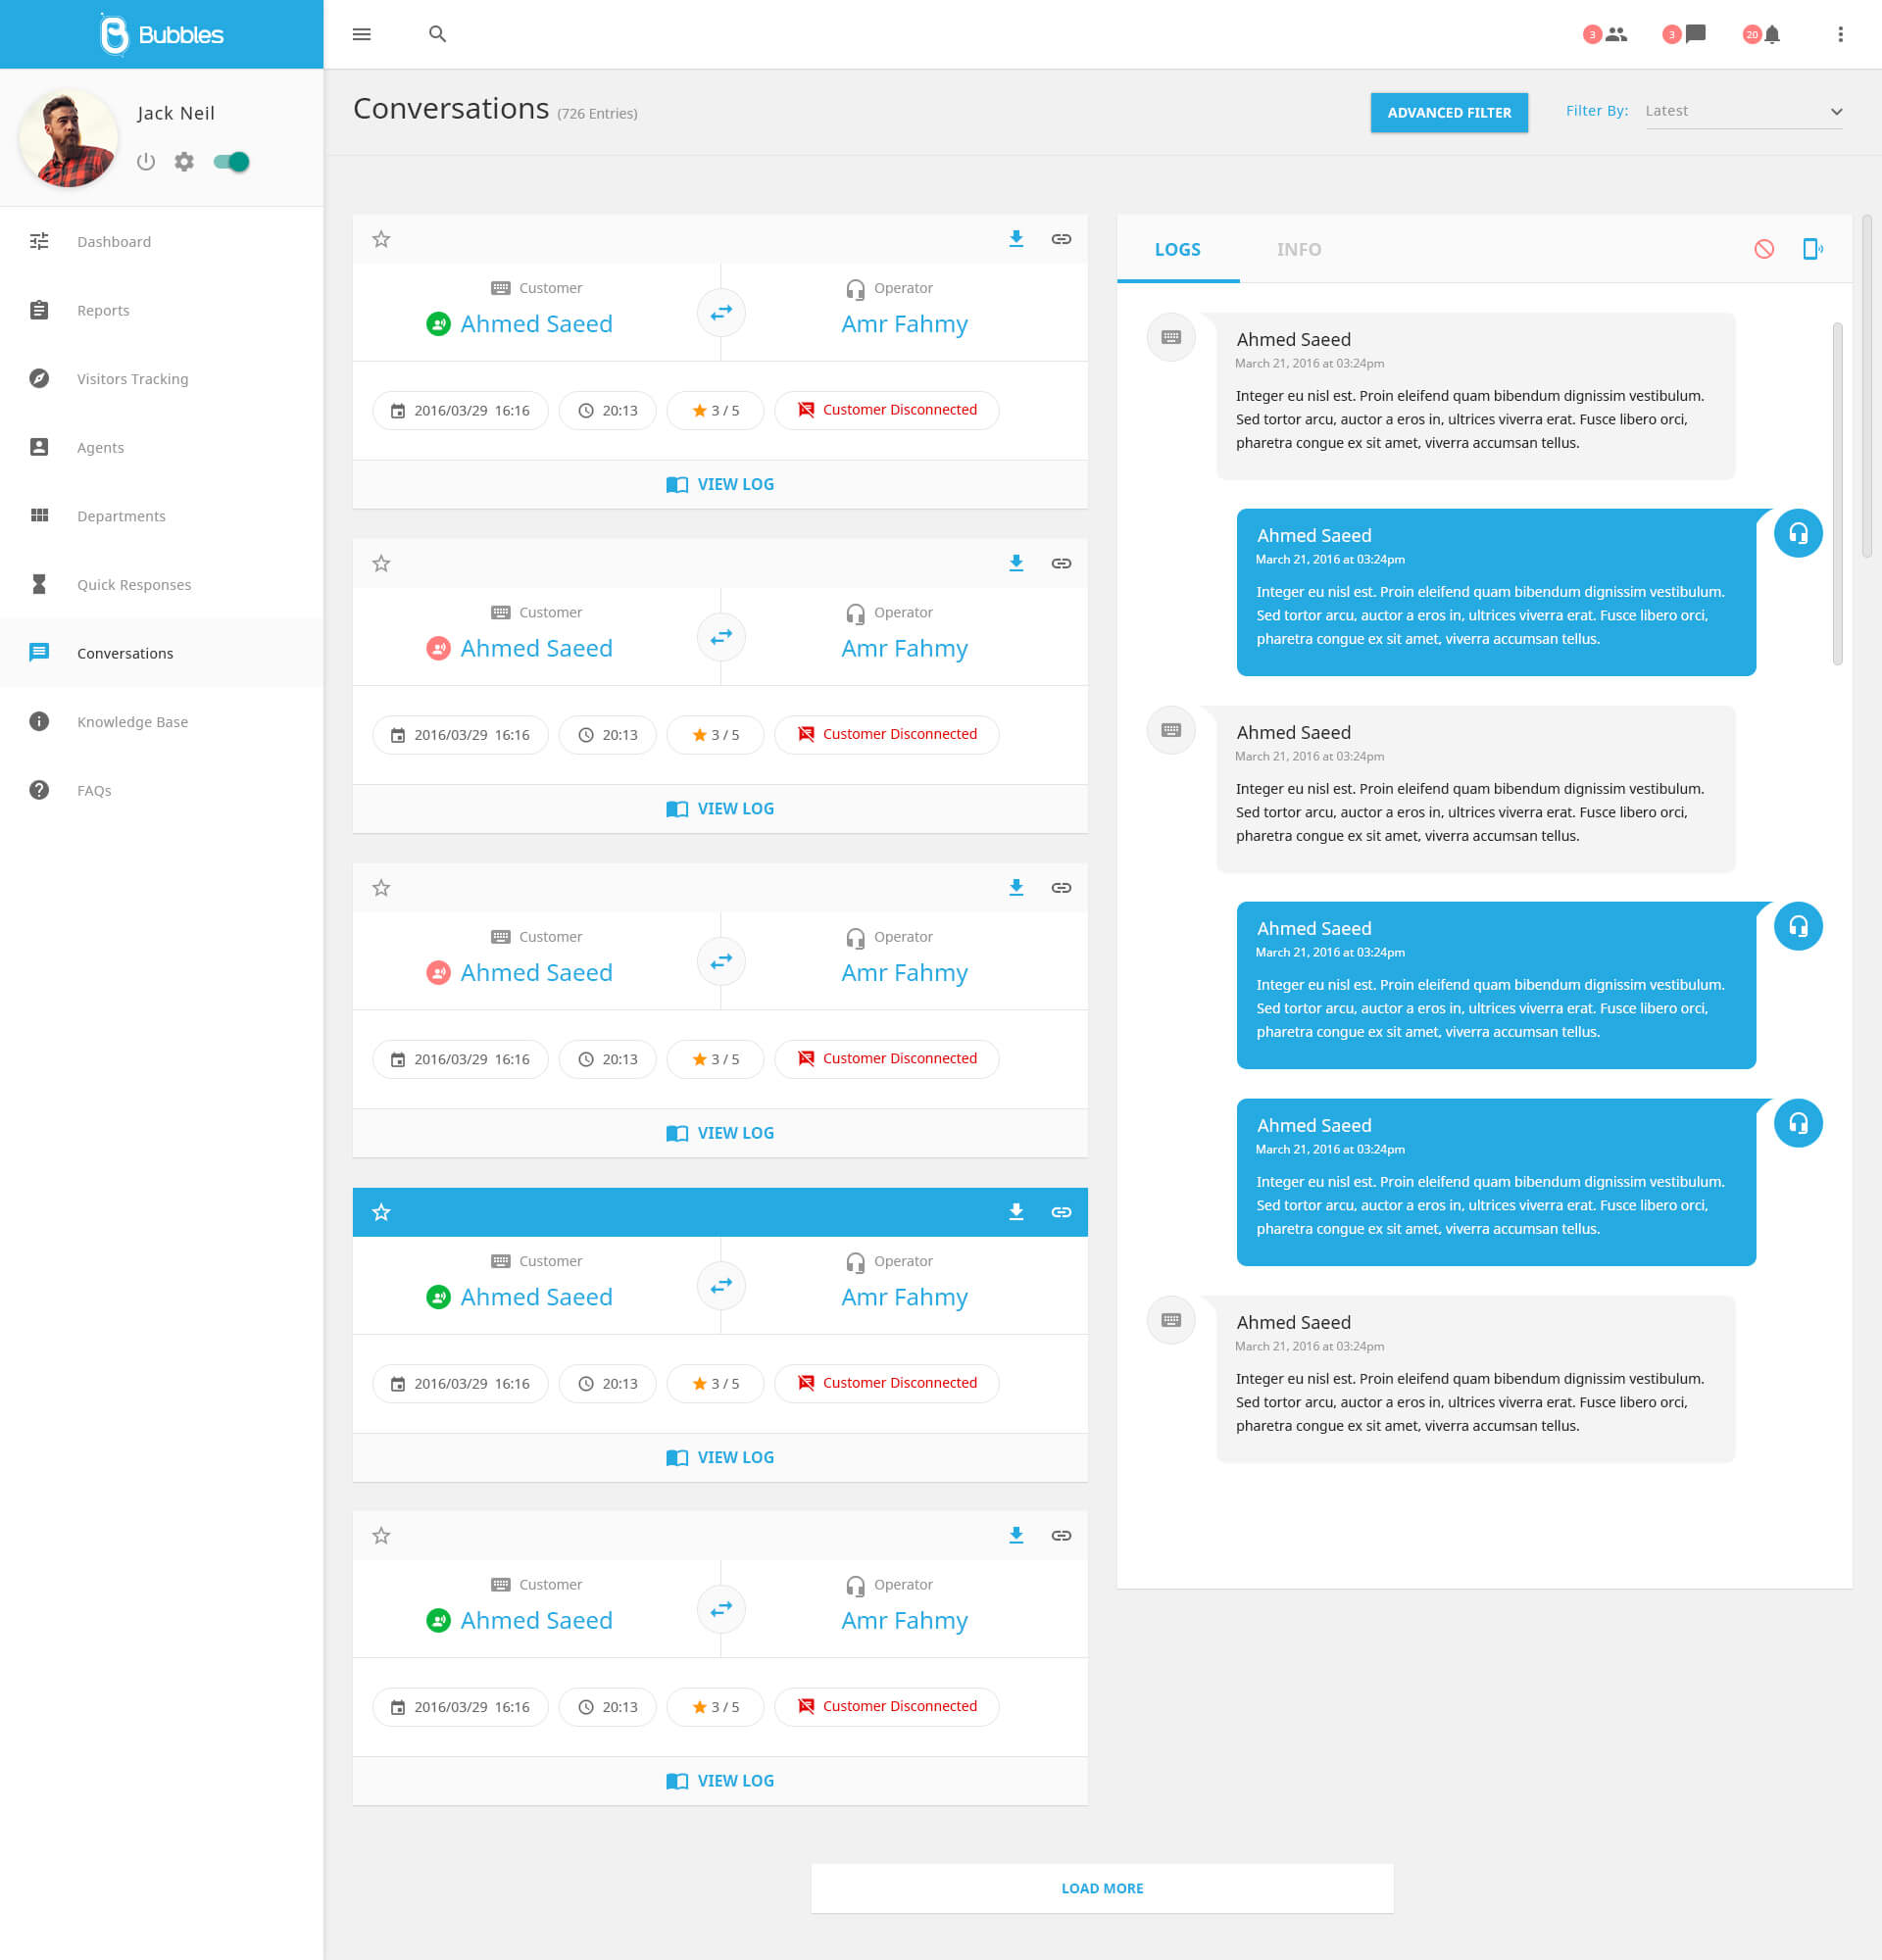 Bubbles
3
3
20
Jack Neil
Dashboard
Reports
Visitors Tracking
Agents
Departments
Quick Responses
Conversations
Knowledge Base
FAQs
Conversations (726 Entries)
ADVANCED FILTER
Filter By: Latest
Customer
Ahmed Saeed
Operator
Amr Fahmy
2016/03/29 16:16
20:13
3 / 5
Customer Disconnected
VIEW LOG
Customer
Ahmed Saeed
Operator
Amr Fahmy
2016/03/29 16:16
20:13
3 / 5
Customer Disconnected
VIEW LOG
Customer
Ahmed Saeed
Operator
Amr Fahmy
2016/03/29 16:16
20:13
3 / 5
Customer Disconnected
VIEW LOG
Customer
Ahmed Saeed
Operator
Amr Fahmy
2016/03/29 16:16
20:13
3 / 5
Customer Disconnected
VIEW LOG
Customer
Ahmed Saeed
Operator
Amr Fahmy
2016/03/29 16:16
20:13
3 / 5
Customer Disconnected
VIEW LOG
LOGS
INFO
Ahmed Saeed
March 21, 2016 at 03:24pm
Integer eu nisl est. Proin eleifend quam bibendum dignissim vestibulum.
Sed tortor arcu, auctor a eros in, ultrices viverra erat. Fusce libero orci,
pharetra congue ex sit amet, viverra accumsan tellus.
Ahmed Saeed
March 21, 2016 at 03:24pm
Integer eu nisl est. Proin eleifend quam bibendum dignissim vestibulum.
Sed tortor arcu, auctor a eros in, ultrices viverra erat. Fusce libero orci,
pharetra congue ex sit amet, viverra accumsan tellus.
Ahmed Saeed
March 21, 2016 at 03:24pm
Integer eu nisl est. Proin eleifend quam bibendum dignissim vestibulum.
Sed tortor arcu, auctor a eros in, ultrices viverra erat. Fusce libero orci,
pharetra congue ex sit amet, viverra accumsan tellus.
Ahmed Saeed
March 21, 2016 at 03:24pm
Integer eu nisl est. Proin eleifend quam bibendum dignissim vestibulum.
Sed tortor arcu, auctor a eros in, ultrices viverra erat. Fusce libero orci,
pharetra congue ex sit amet, viverra accumsan tellus.
Ahmed Saeed
March 21, 2016 at 03:24pm
Integer eu nisl est. Proin eleifend quam bibendum dignissim vestibulum.
Sed tortor arcu, auctor a eros in, ultrices viverra erat. Fusce libero orci,
pharetra congue ex sit amet, viverra accumsan tellus.
Ahmed Saeed
March 21, 2016 at 03:24pm
Integer eu nisl est. Proin eleifend quam bibendum dignissim vestibulum.
Sed tortor arcu, auctor a eros in, ultrices viverra erat. Fusce libero orci,
pharetra congue ex sit amet, viverra accumsan tellus.
LOAD MORE